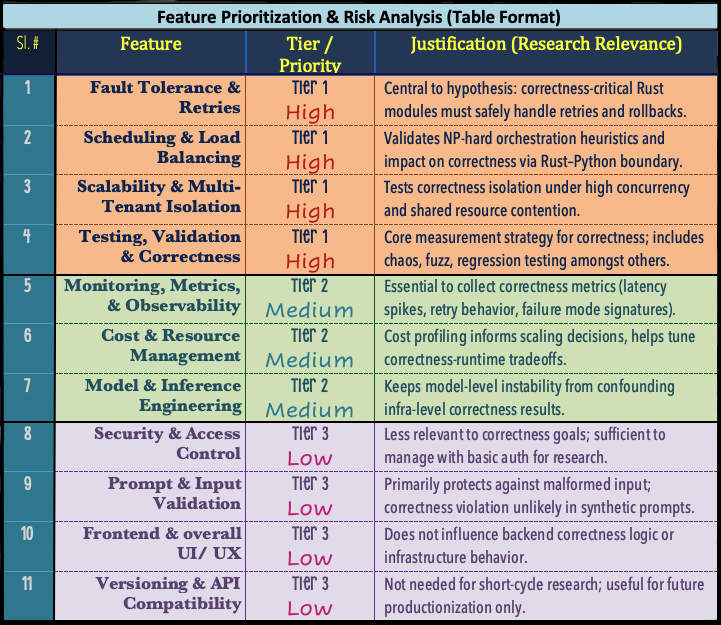 Feature Prioritization & Risk Analysis (Table Format)
Sl. # Feature Tier / Justification (Research Relevance)
Priority
1 Fault Tolerance & Tier 1 Central to hypothesis: correctness-critical Rust
Retries High modules must safely handle retries and rollbacks.
2 Scheduling & Load Tier 1 Validates NP-hard orchestration heuristics and
Balancing High impact on correctness via Rust–Python boundary.
3 Scalability & Multi- Tier 1 Tests correctness isolation under high concurrency
Tenant Isolation High and shared resource contention.
4 Testing, Validation Tier 1 Core measurement strategy for correctness; includes
& Correctness High chaos, fuzz, regression testing amongst others.
5 Monitoring, Metrics, Tier 2 Essential to collect correctness metrics (latency
& Observability Medium spikes, retry behavior, failure mode signatures).
6 Cost & Resource Tier 2 Cost profiling informs scaling decisions, helps tune
Management Medium correctness-runtime tradeoffs.
7 Model & Inference Tier 2 Keeps model-level instability from confounding
Engineering Medium infra-level correctness results.
8 Security & Access Tier 3 Less relevant to correctness goals; sufficient to
Control Low manage with basic auth for research.
9 Prompt & Input Tier 3 Primarily protects against malformed input;
Validation Low correctness violation unlikely in synthetic prompts.
10 Frontend & overall Tier 3 Does not influence backend correctness logic or
UI/ UX Low infrastructure behavior.
11 Versioning & API Tier 3 Not needed for short-cycle research; useful for future
Compatibility Low productionization only.